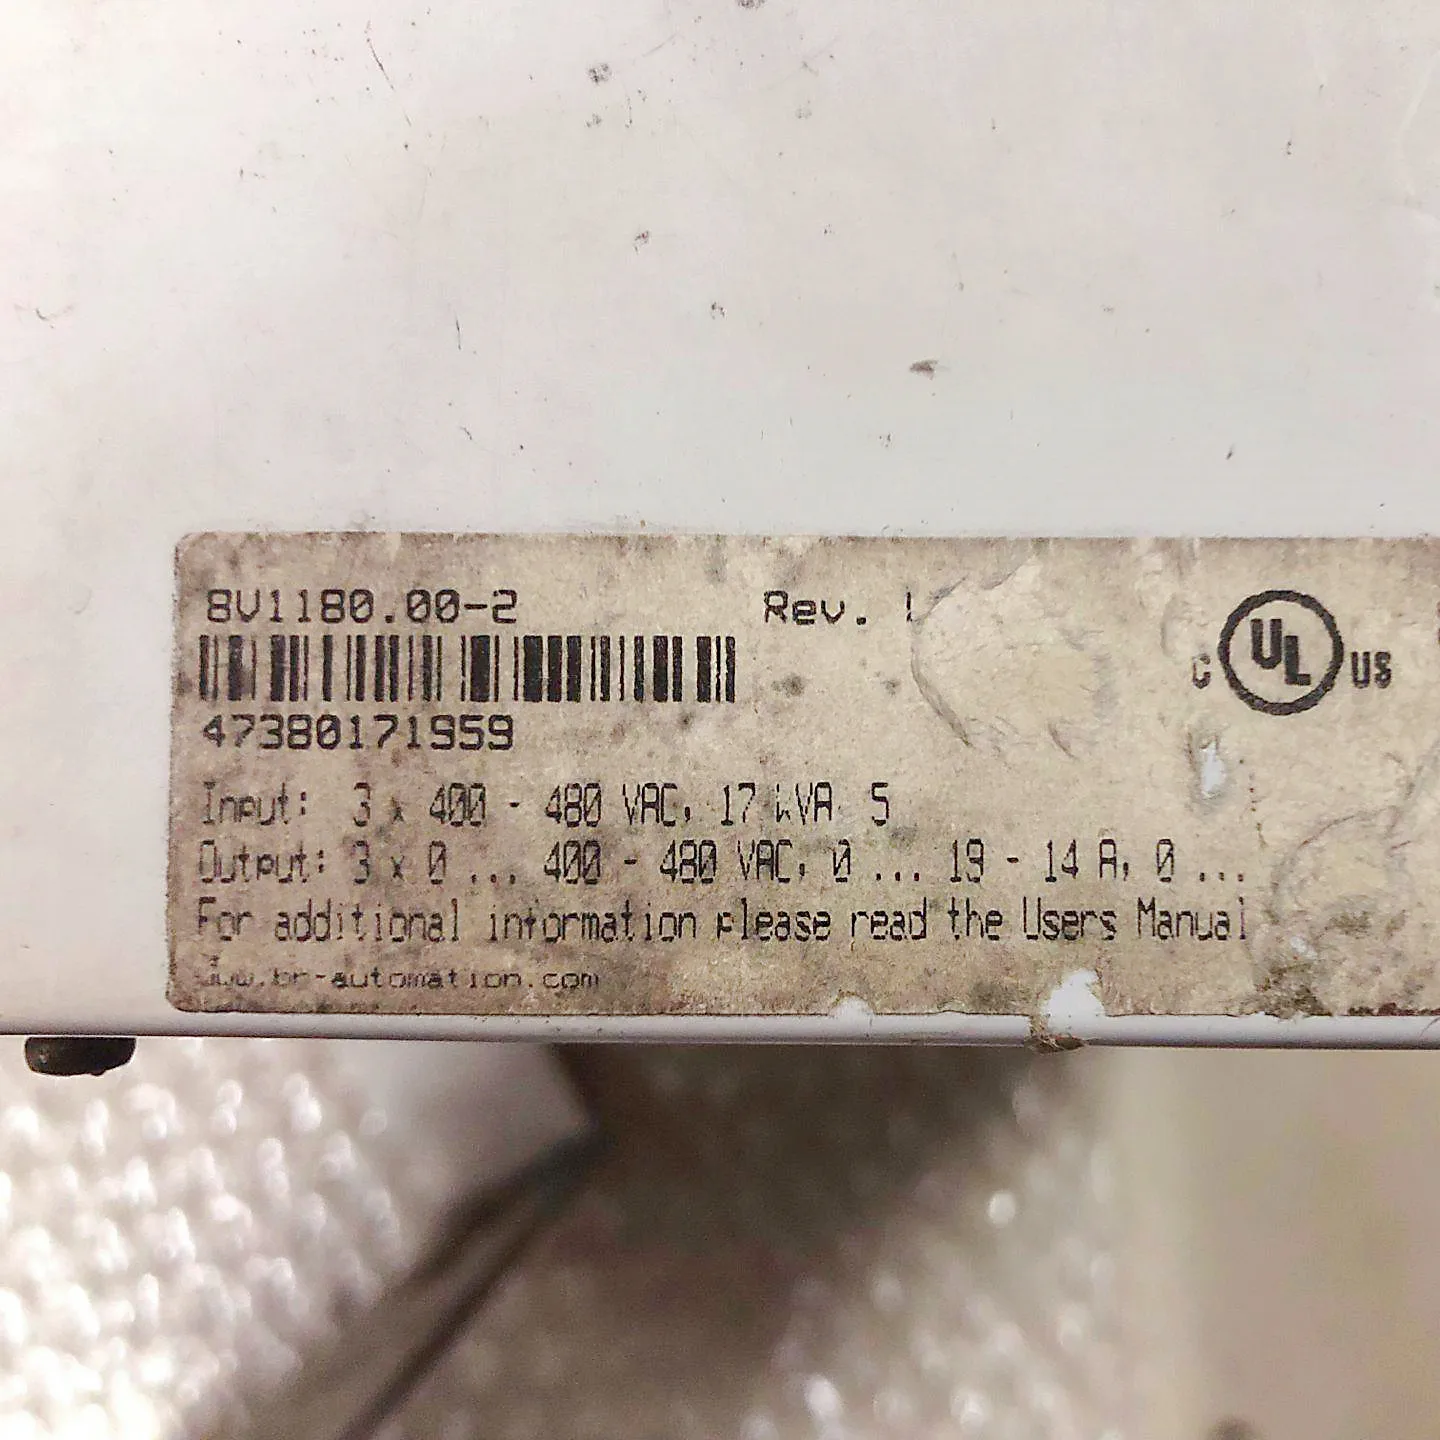 8V1180.00-2 Rev.
c UL us
47380171959
Input: 3 x 400 - 480 VAC, 17 kVA 5
Output: 3 x 0 ... 400 - 480 VAC, 0 ... 19 - 14 A, 0 ...
For additional information please read the Users Manual
www.br-automation.com